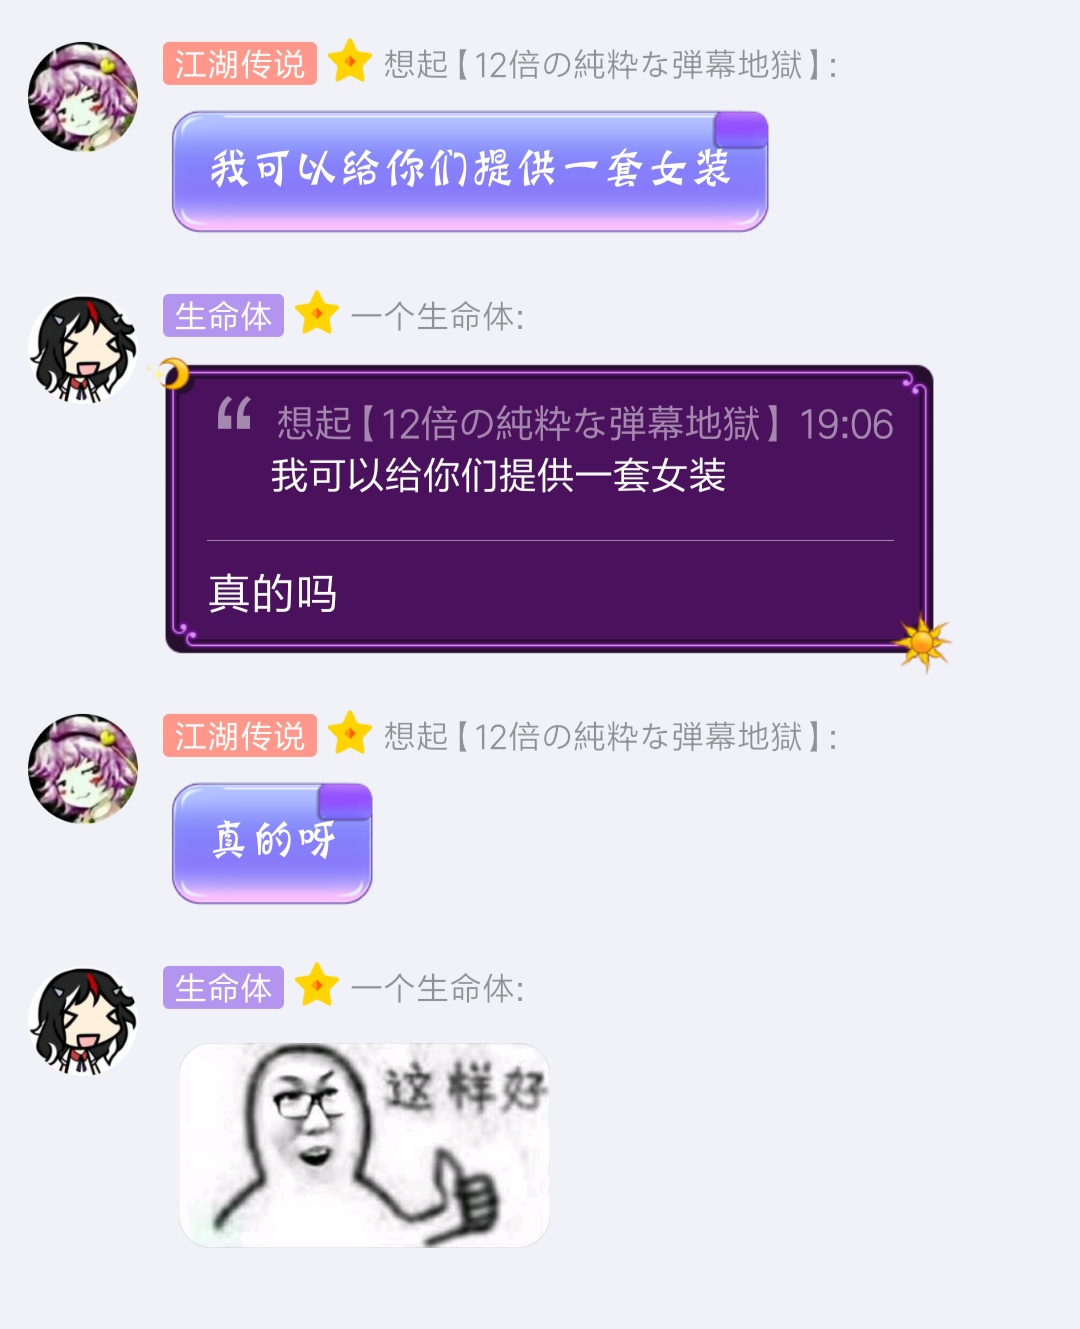 江湖传说 想起【12倍の純粋な弾幕地獄】:
我可以给你们提供一套女装
生命体 一个生命体:
“ 想起【12倍の純粋な弾幕地獄】 19:06
我可以给你们提供一套女装
真的吗
江湖传说 想起【12倍の純粋な弾幕地獄】:
真的呀
生命体 一个生命体:
这样好